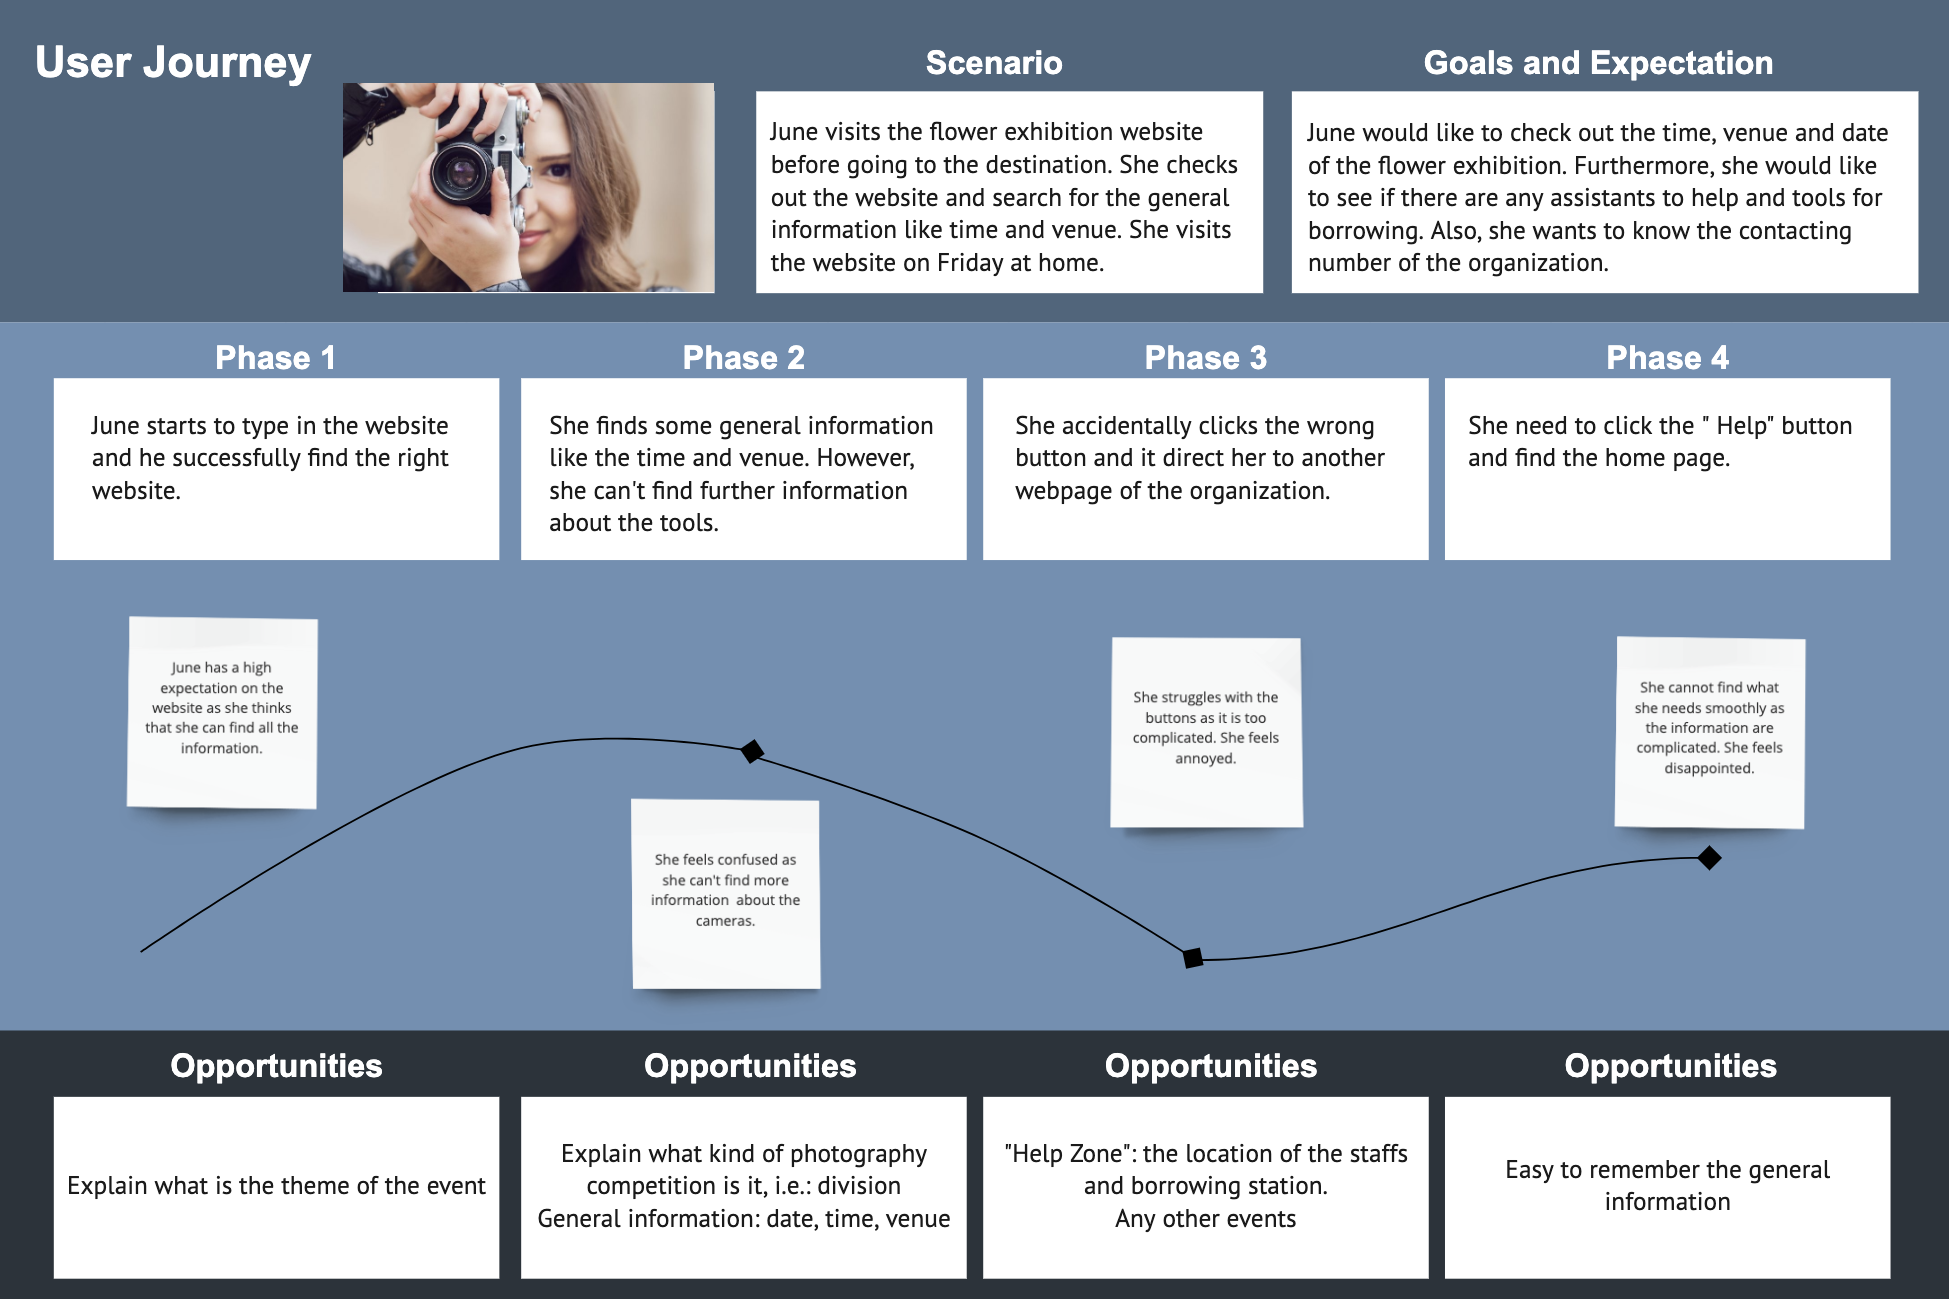 User Journey
Scenario
June visits the flower exhibition website
before going to the destination. She checks
out the website and search for the general
information like time and venue. She visits
the website on Friday at home.
Goals and Expectation
June would like to check out the time, venue and date
of the flower exhibition. Furthermore, she would like
to see if there are any assistants to help and tools for
borrowing. Also, she wants to know the contacting
number of the organization.
Phase 1
June starts to type in the website
and he successfully find the right
website.
Phase 2
She finds some general information
like the time and venue. However,
she can't find further information
about the tools.
Phase 3
She accidentally clicks the wrong
button and it direct her to another
webpage of the organization.
Phase 4
She need to click the " Help" button
and find the home page.
June has a high
expectation on the
website as she thinks
that she can find all the
information.
She feels confused as
she can't find more
information  about the
cameras.
She struggles with the
buttons as it is too
complicated. She feels
annoyed.
She cannot find what
she needs smoothly as
the information are
complicated. She feels
disappointed.
Opportunities
Explain what is the theme of the event
Opportunities
Explain what kind of photography
competition is it, i.e.: division
General information: date, time, venue
Opportunities
"Help Zone": the location of the staffs
and borrowing station.
Any other events
Opportunities
Easy to remember the general
information